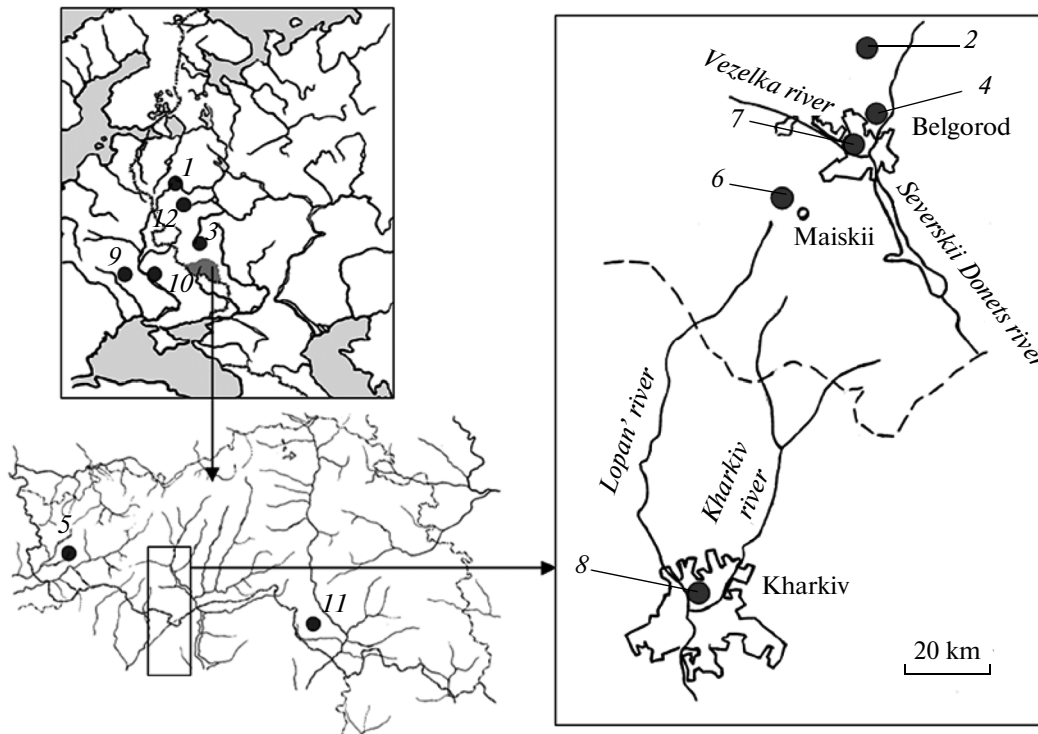 1
12
3
9
10
5
11
2
Vezelka river
4
7
Belgorod
6
Maiskii
Severskii Donets river
Lopan' river
Kharkiv
river
8
Kharkiv
20 km